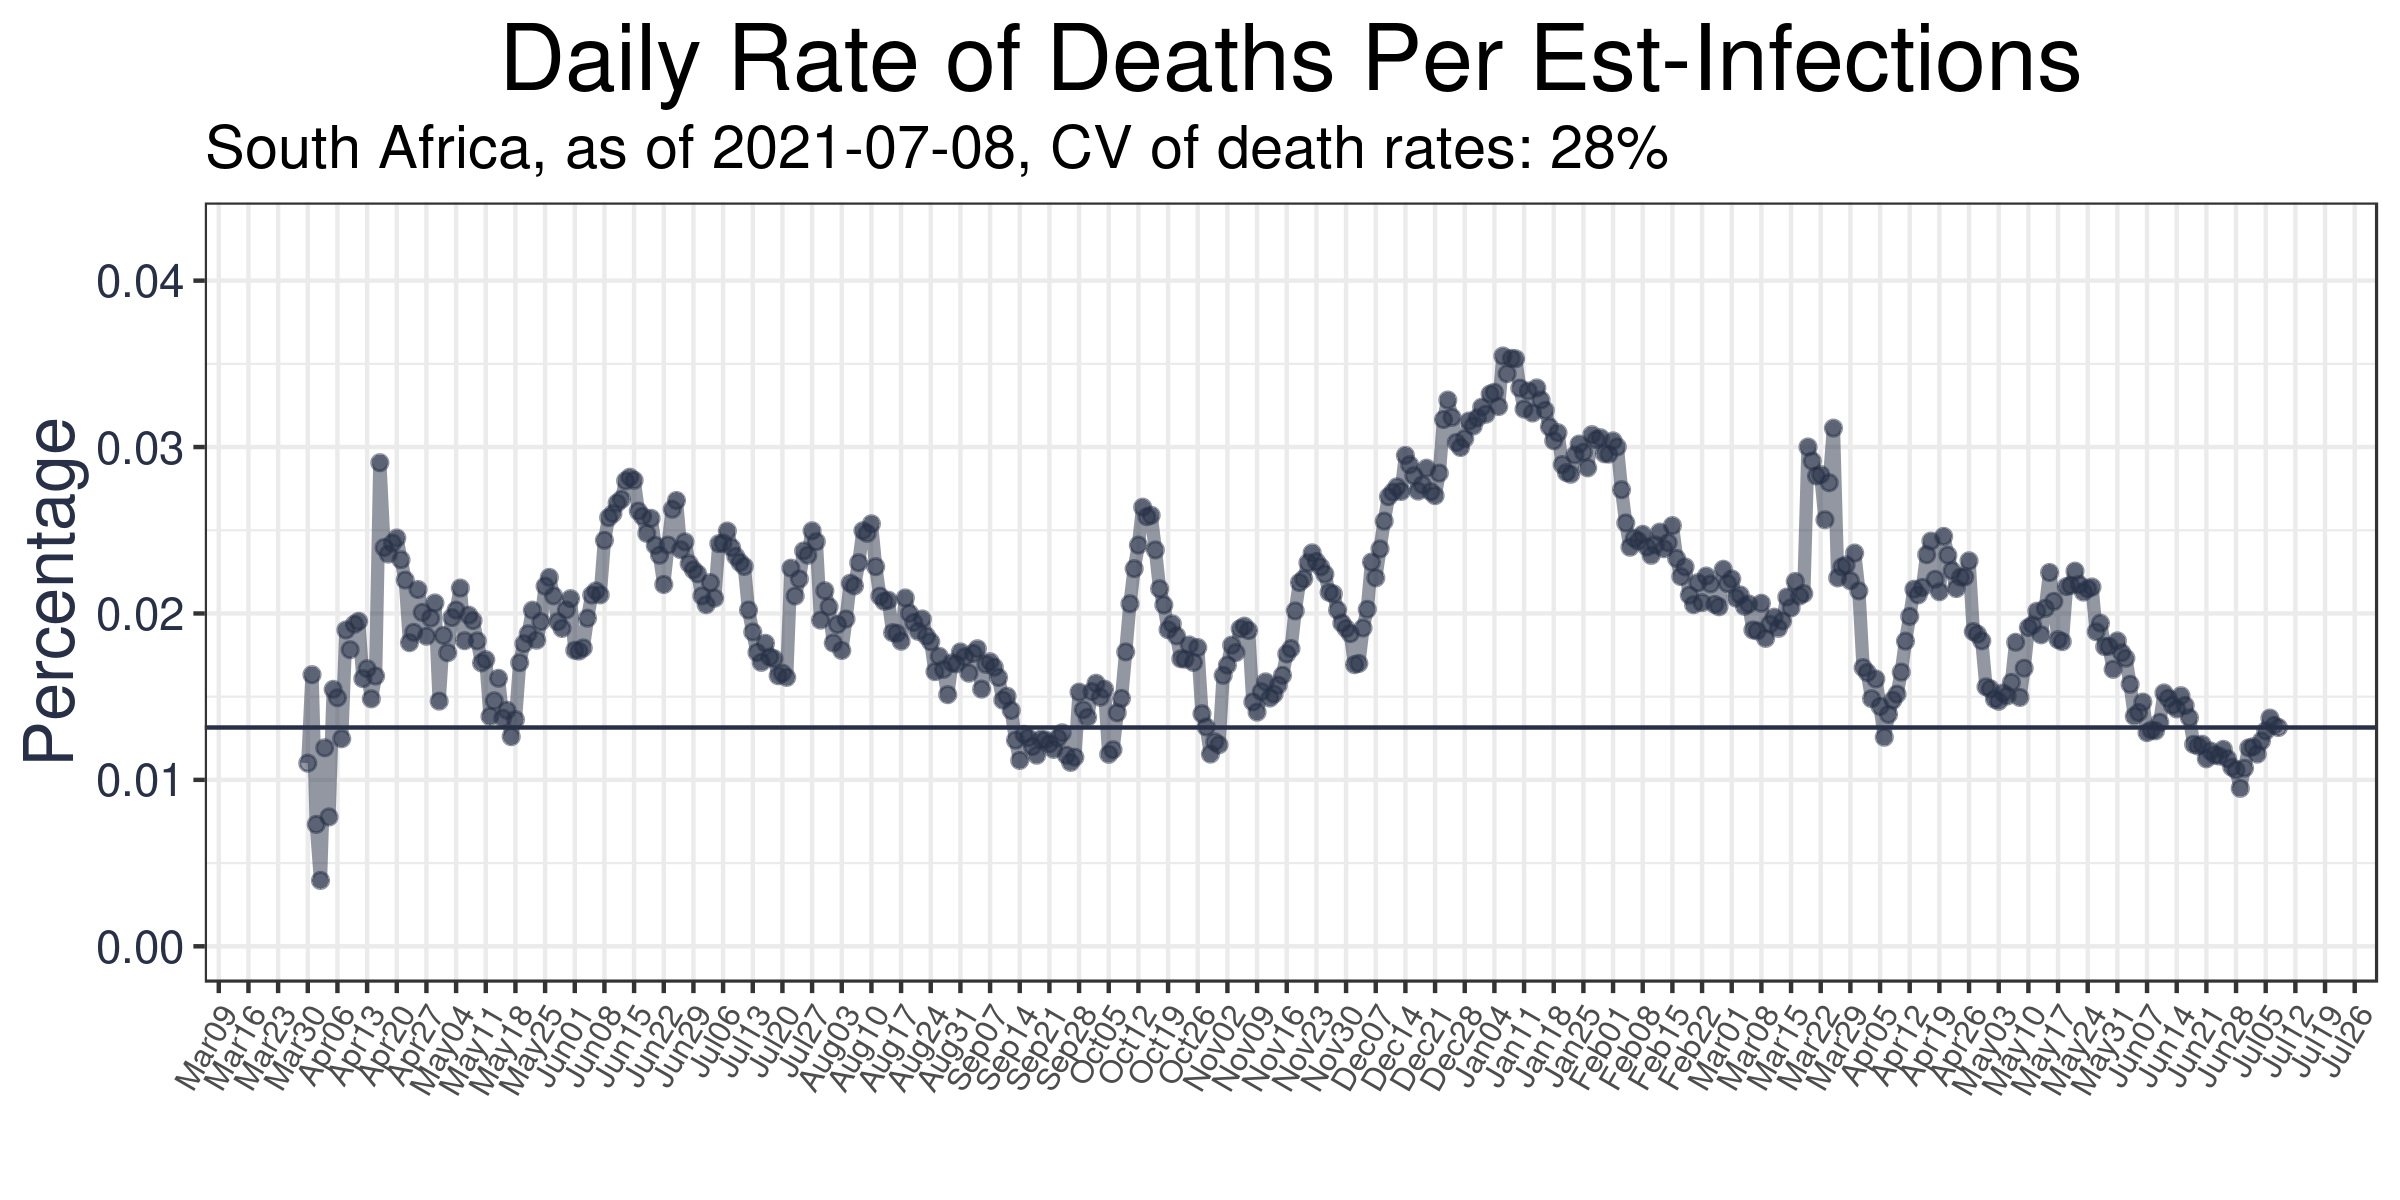 Daily Rate of Deaths Per Est-Infections
South Africa, as of 2021-07-08, CV of death rates: 28%
Percentage
0.04
0.03
0.02
0.01
0.00
Mar09 Mar16 Mar23 Mar30 Apr06 Apr13 Apr20 Apr27 May04 May11 May18 May25 Jun01 Jun08 Jun15 Jun22 Jun29 Jul06 Jul13 Jul20 Jul27 Aug03 Aug10 Aug17 Aug24 Aug31 Sep07 Sep14 Sep21 Sep28 Oct05 Oct12 Oct19 Oct26 Nov02 Nov09 Nov16 Nov23 Nov30 Dec07 Dec14 Dec21 Dec28 Jan04 Jan11 Jan18 Jan25 Feb01 Feb08 Feb15 Feb22 Mar01 Mar08 Mar15 Mar22 Mar29 Apr05 Apr12 Apr19 Apr26 May03 May10 May17 May24 May31 Jun07 Jun14 Jun21 Jun28 Jul05 Jul12 Jul19 Jul26